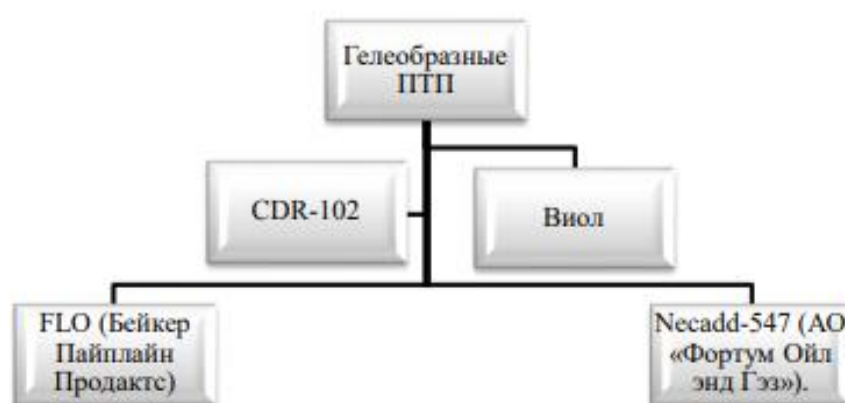 Гелеобразные
ПТП
CDR-102
Виол
FLO (Бейкер
Пайплайн
Продактс)
Necadd-547 (АО
«Фортум Ойл
энд Гэз»).